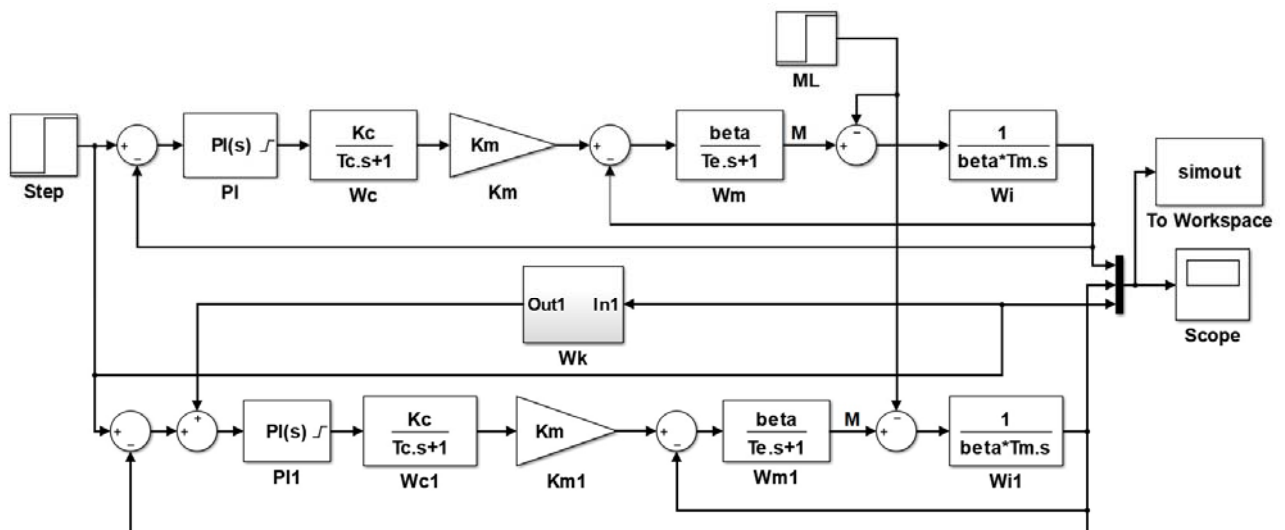 ML
Step
+
−
PI(s)
PI
Kc
Tc.s+1
Wc
Km
Km
+
−
beta
Te.s+1
Wm
M
−
+
1
beta*Tm.s
Wi
simout
To Workspace
Scope
Out1 In1
Wk
+
−
+
+
PI(s)
PI1
Kc
Tc.s+1
Wc1
Km
Km1
+
−
beta
Te.s+1
Wm1
M
−
+
1
beta*Tm.s
Wi1